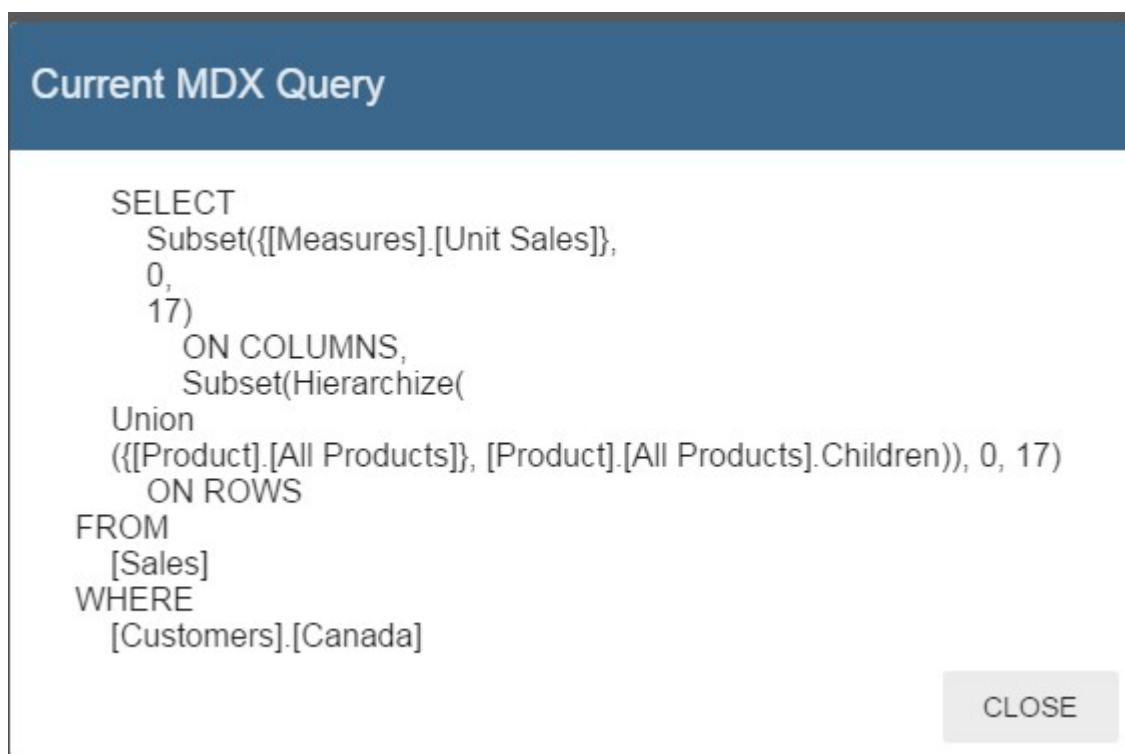 Current MDX Query
SELECT
Subset({[Measures].[Unit Sales]},
0,
17)
ON COLUMNS,
Subset(Hierarchize(
Union
({[Product].[All Products]}, [Product].[All Products].Children)), 0, 17)
ON ROWS
FROM
[Sales]
WHERE
[Customers].[Canada]
CLOSE